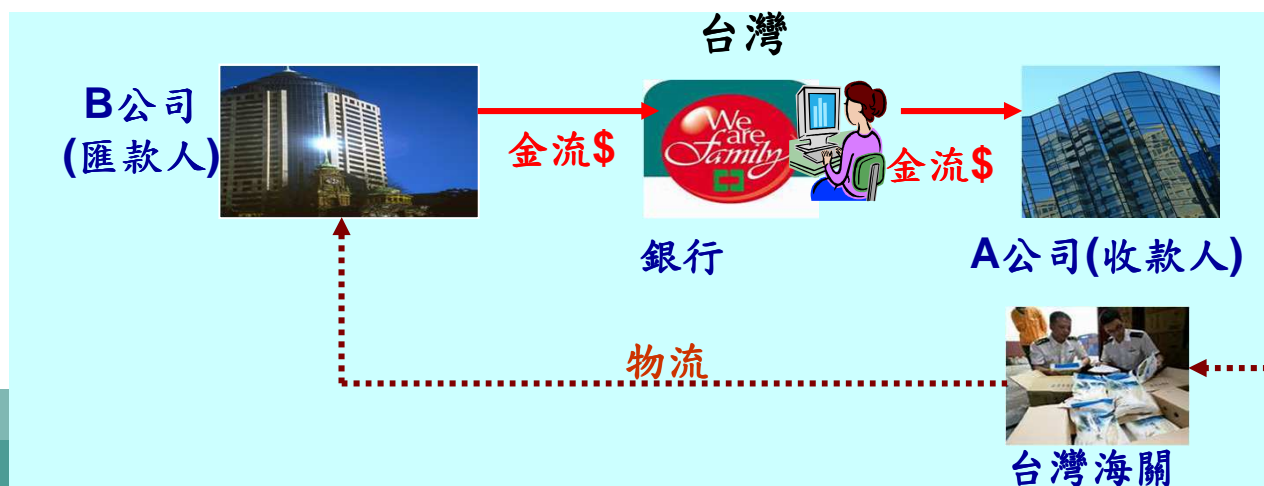 台灣
B公司
(匯款人)
金流$
We
are
Family
金流$
銀行
A公司(收款人)
物流
台灣海關